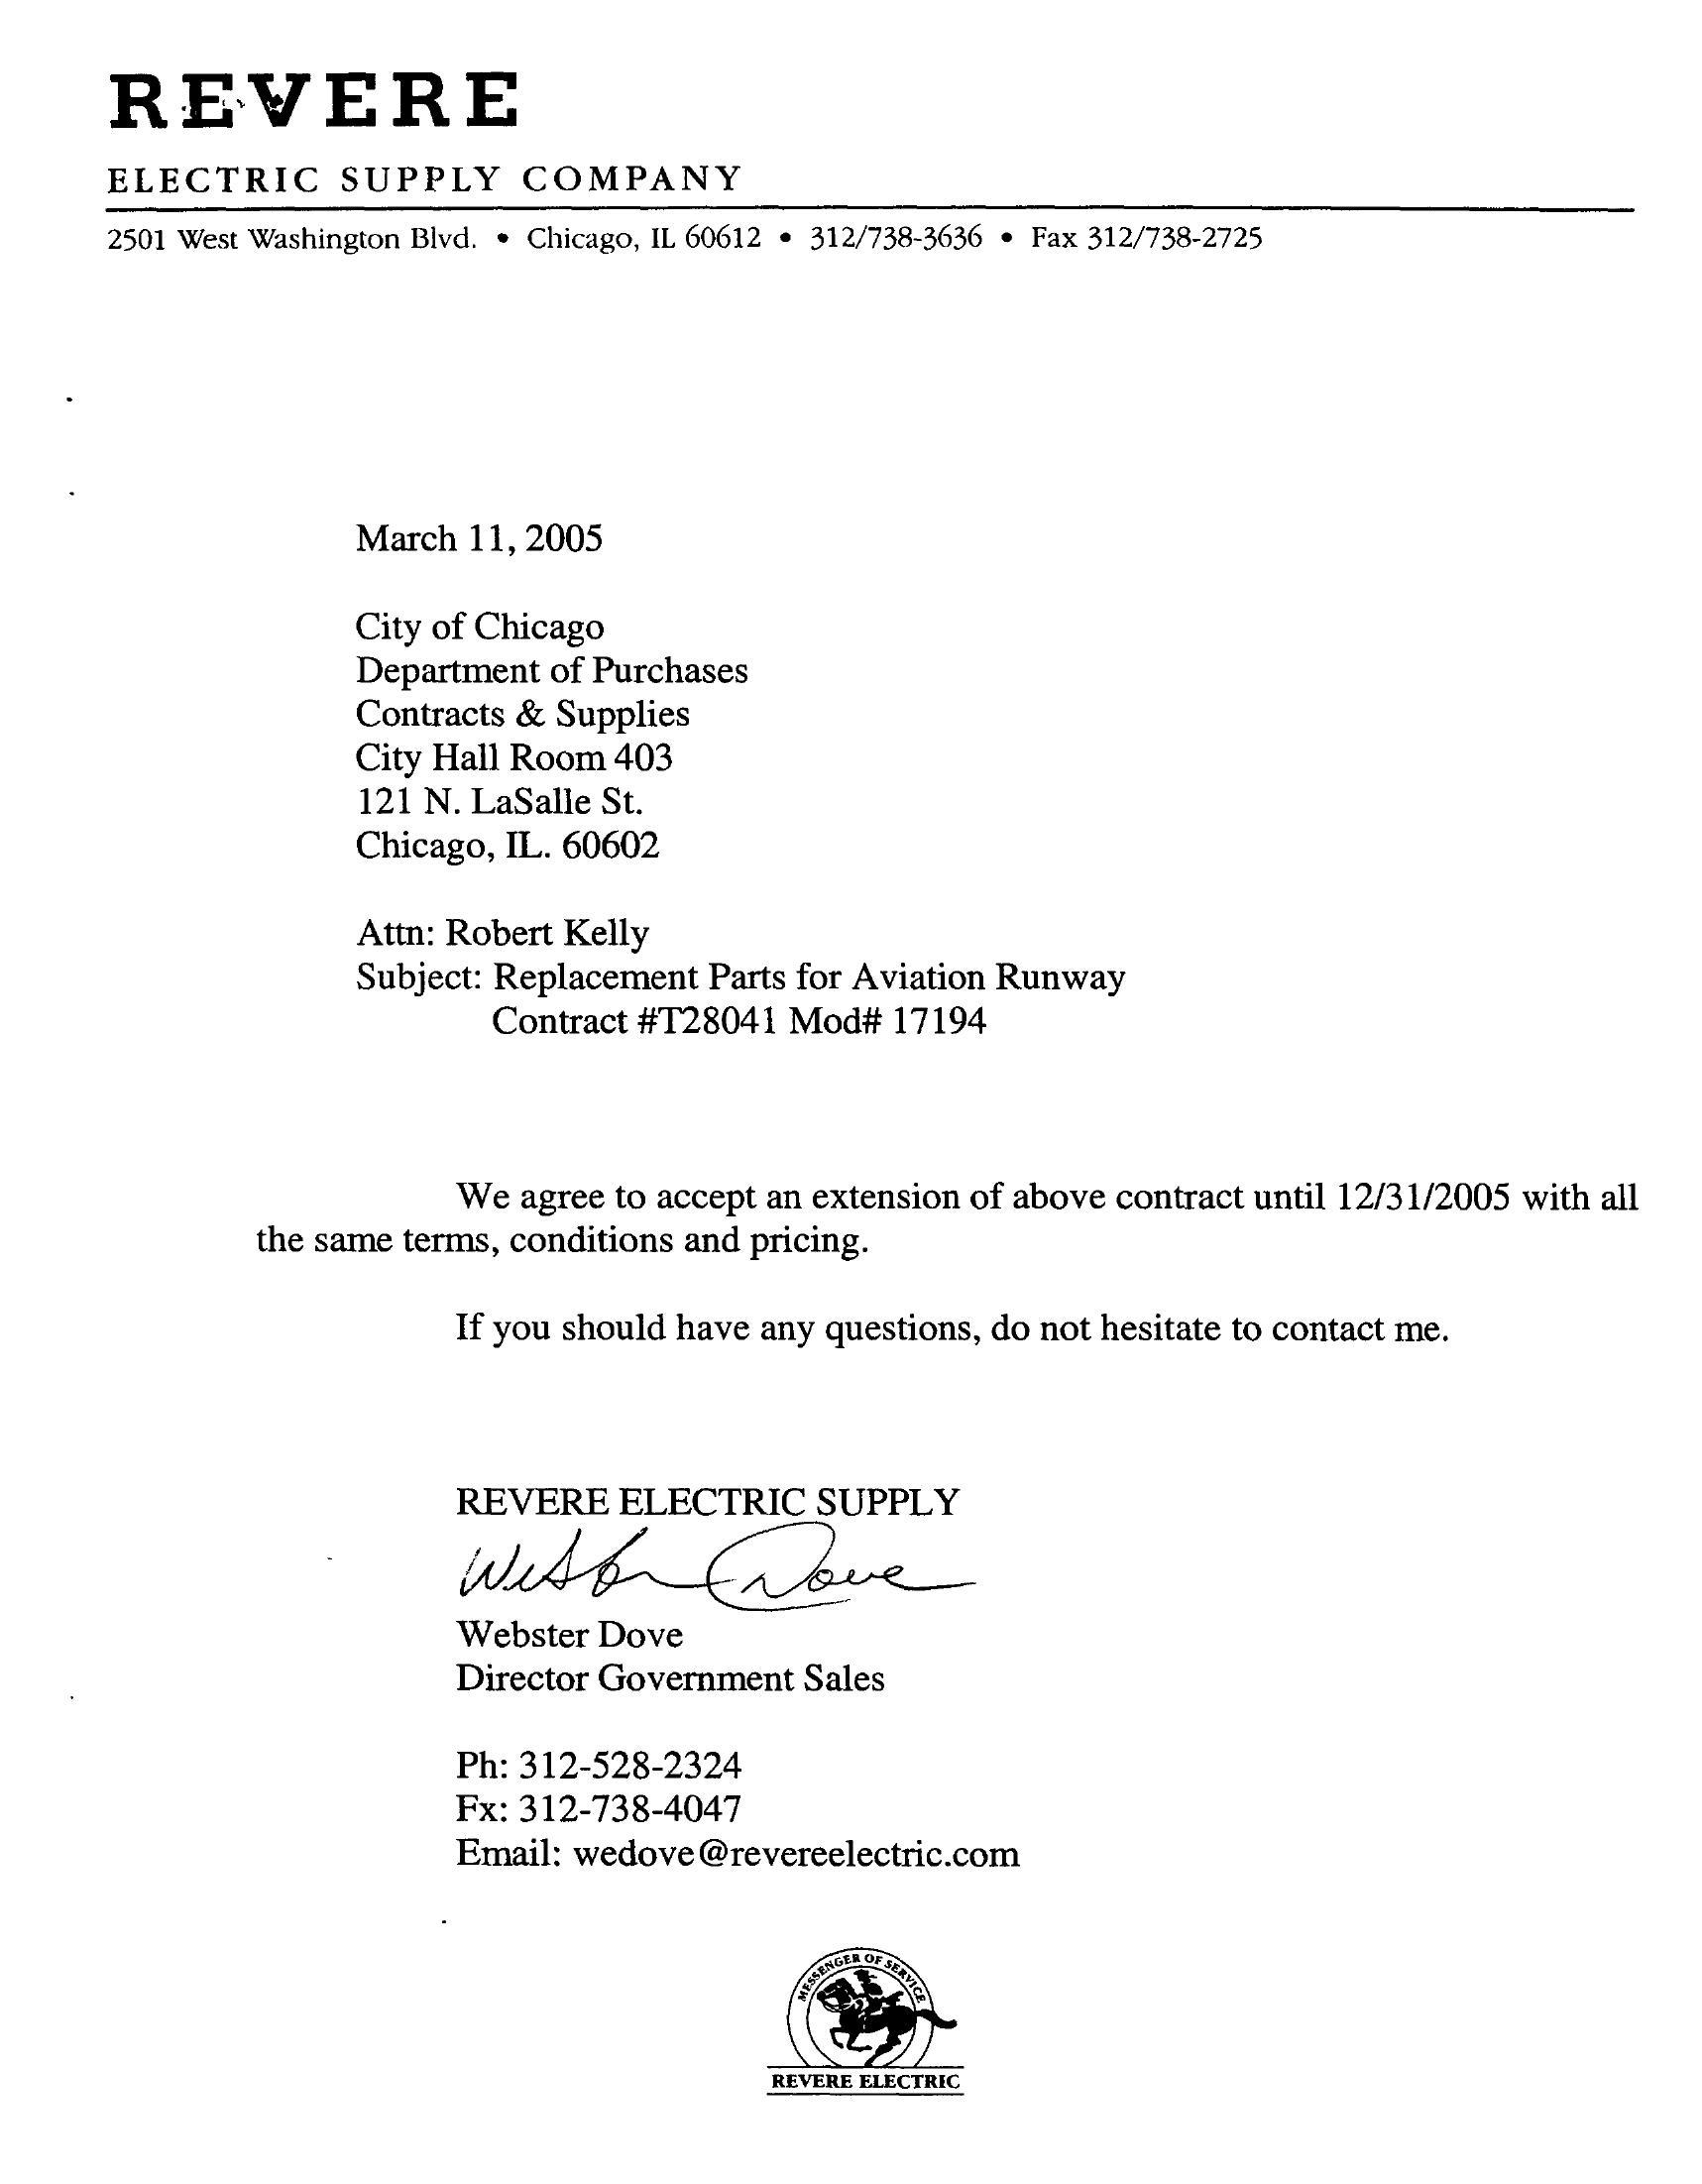 REVERE
ELECTRIC SUPPLY COMPANY
2501 West Washington Blvd. • Chicago, IL 60612 • 312/738-3636 • Fax 312/738-2725
March 11, 2005
City of Chicago
Department of Purchases
Contracts & Supplies
City Hall Room 403
121 N. LaSalle St.
Chicago, IL. 60602
Attn: Robert Kelly
Subject: Replacement Parts for Aviation Runway
Contract #T28041 Mod# 17194
We agree to accept an extension of above contract until 12/31/2005 with all
the same terms, conditions and pricing.
If you should have any questions, do not hesitate to contact me.
REVERE ELECTRIC SUPPLY
Webster Dove
Webster Dove
Director Government Sales
Ph: 312-528-2324
Fx: 312-738-4047
Email: wedove@revereelectric.com
MESSENGER OF SERVICE
REVERE ELECTRIC